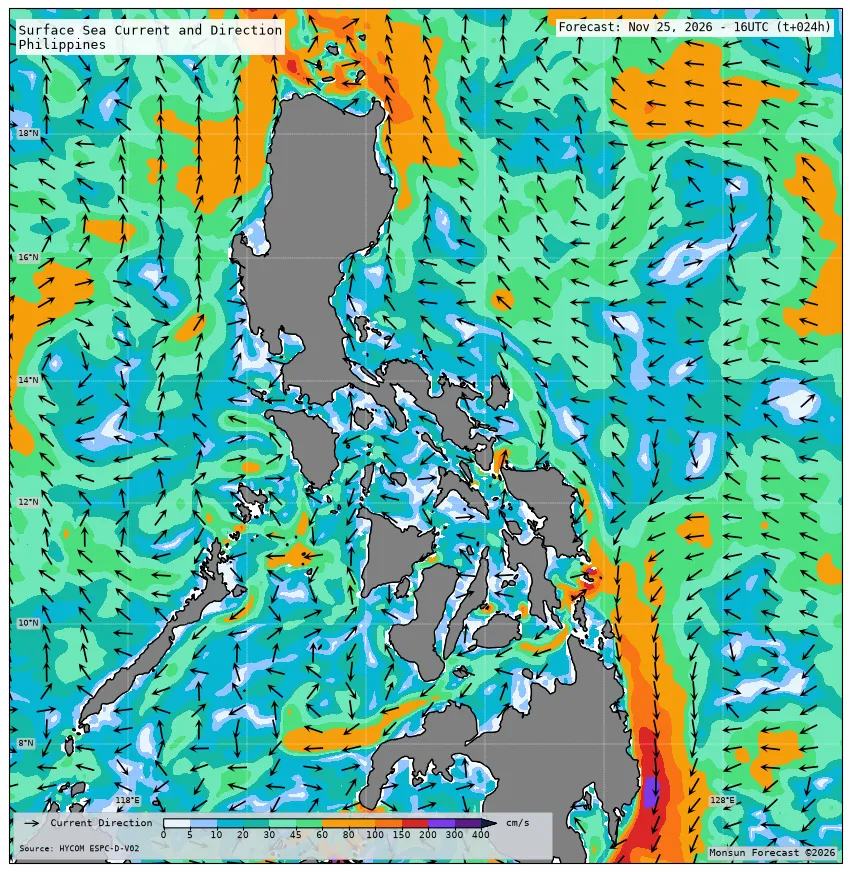 Surface Sea Current and Direction
Philippines
Forecast: Nov 25, 2026 - 16UTC (t+024h)
18°N
16°N
14°N
12°N
10°N
8°N
118°E
128°E
Current Direction
0 5 10 20 30 45 60 80 100 150 200 300 400
cm/s
Source: HYCOM ESPC-D-V02
Monsun Forecast ©2026